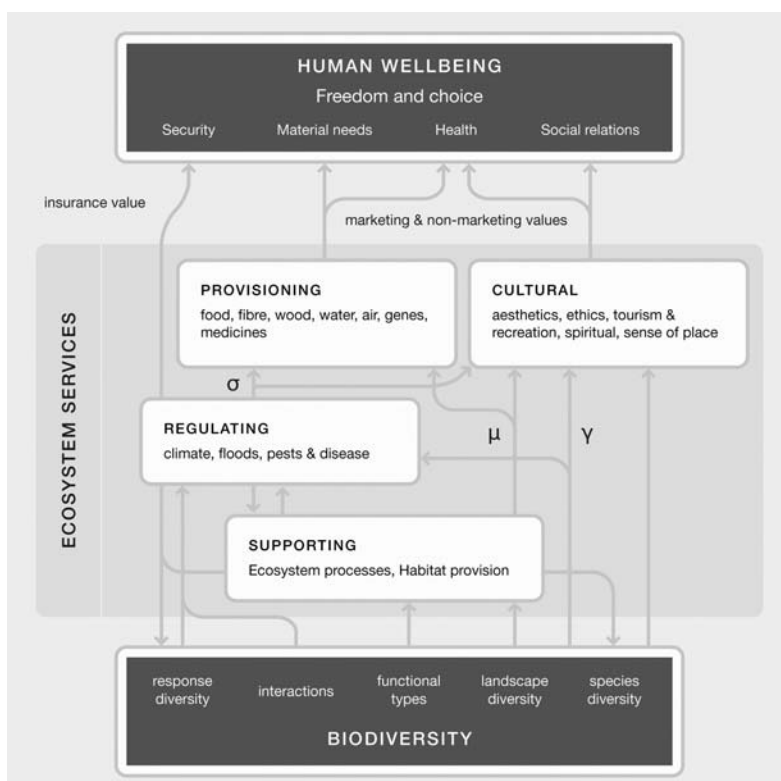 HUMAN WELLBEING
Freedom and choice
Security
Material needs
Health
Social relations
insurance value
marketing & non-marketing values
ECOSYSTEM SERVICES
PROVISIONING
food, fibre, wood, water, air, genes,
medicines
CULTURAL
aesthetics, ethics, tourism &
recreation, spiritual, sense of place
σ
REGULATING
climate, floods, pests & disease
μ
γ
SUPPORTING
Ecosystem processes, Habitat provision
response
diversity
interactions
functional
types
landscape
diversity
species
diversity
BIODIVERSITY